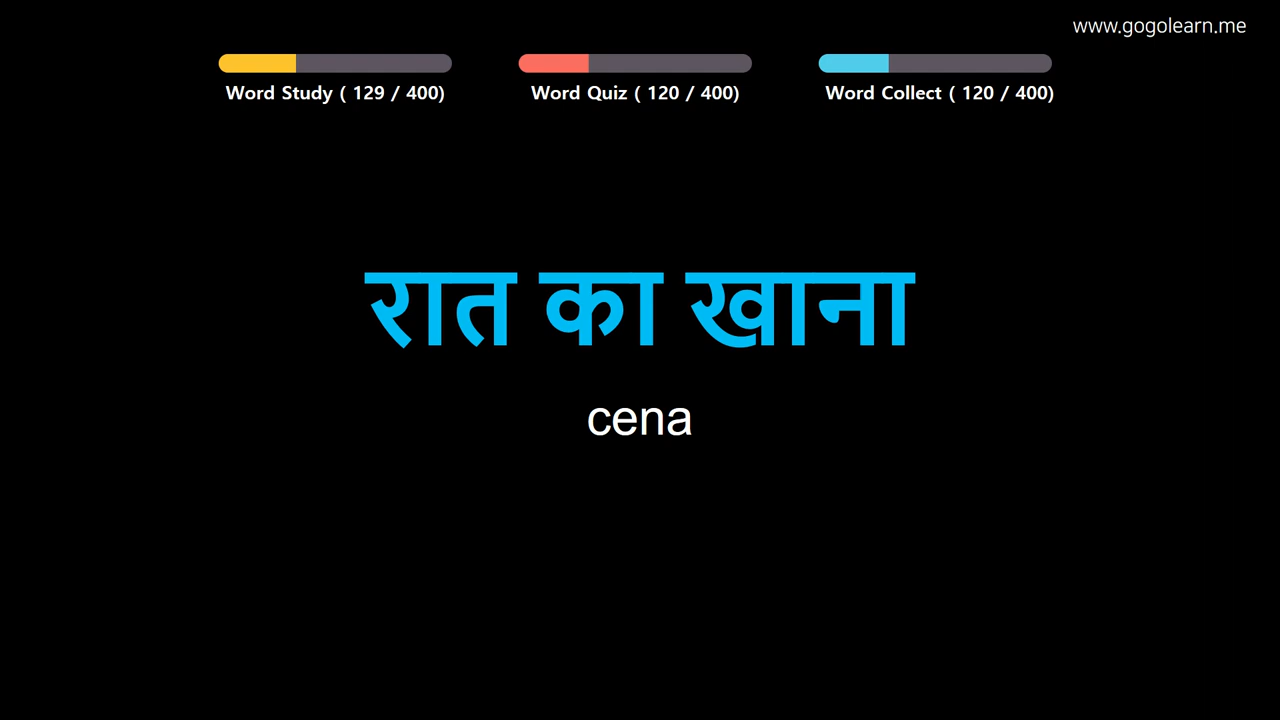 www.gogolearn.me
Word Study ( 129 / 400)
Word Quiz ( 120 / 400)
Word Collect ( 120 / 400)
रात का खाना
cena